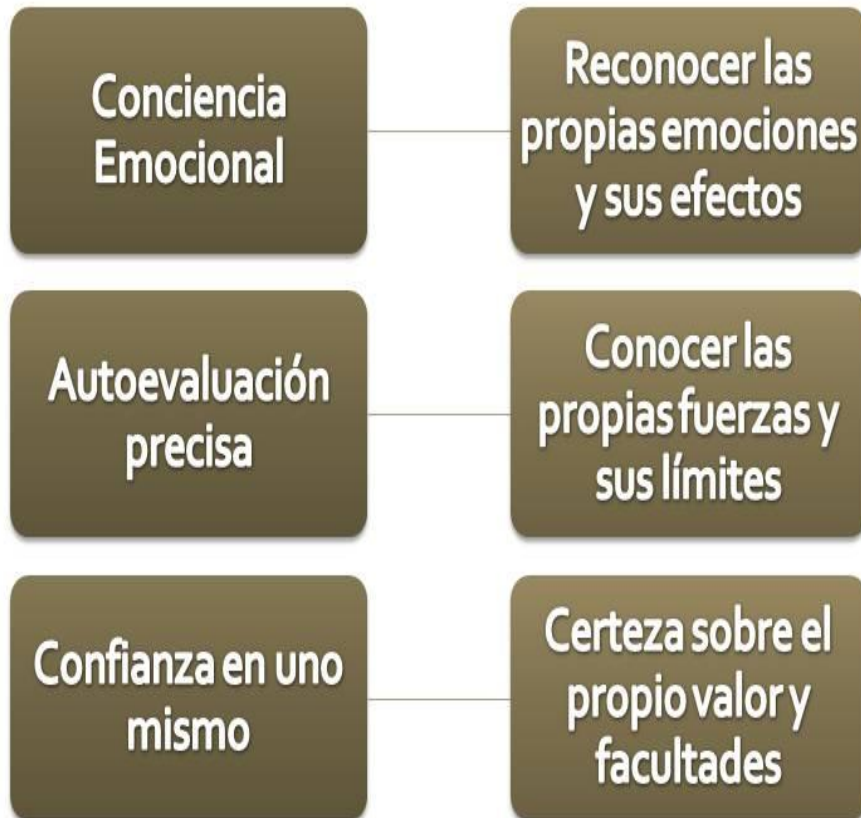 Conciencia
Emocional
Reconocer las
propias emociones
y sus efectos
Autoevaluación
precisa
Conocer las
propias fuerzas y
sus límites
Confianza en uno
mismo
Certeza sobre el
propio valor y
facultades